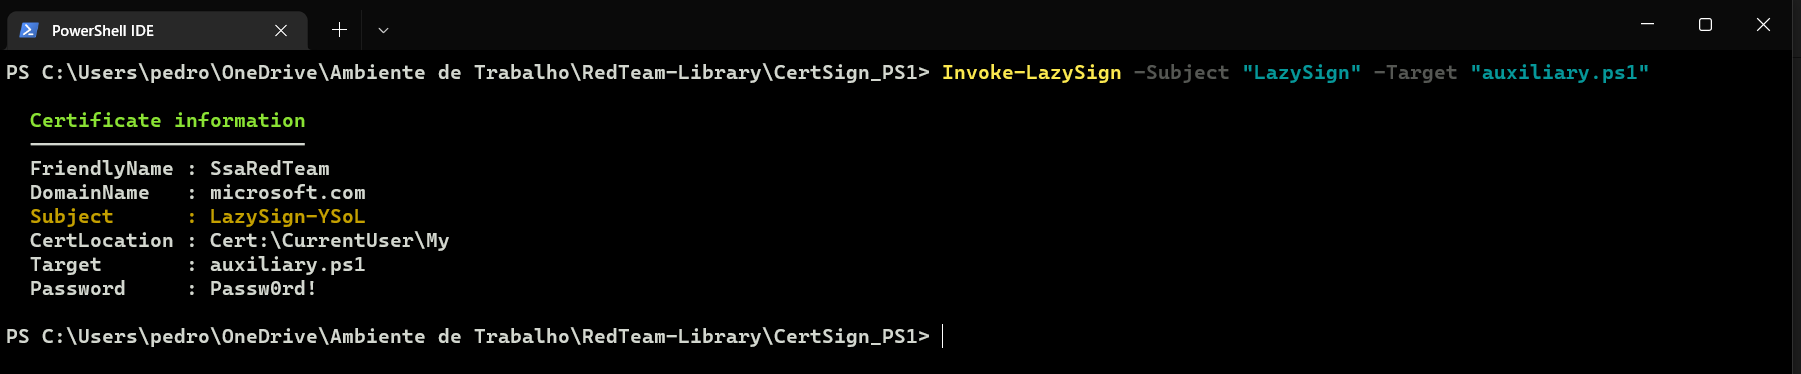 PowerShell IDE
PS C:\Users\pedro\OneDrive\Ambiente de Trabalho\RedTeam-Library\CertSign_PS1> Invoke-LazySign -Subject "LazySign" -Target "auxiliary.ps1"
Certificate information
FriendlyName : SsaRedTeam
DomainName : microsoft.com
Subject : LazySign-YSoL
CertLocation : Cert:\CurrentUser\My
Target : auxiliary.ps1
Password : Passw0rd!
PS C:\Users\pedro\OneDrive\Ambiente de Trabalho\RedTeam-Library\CertSign_PS1>